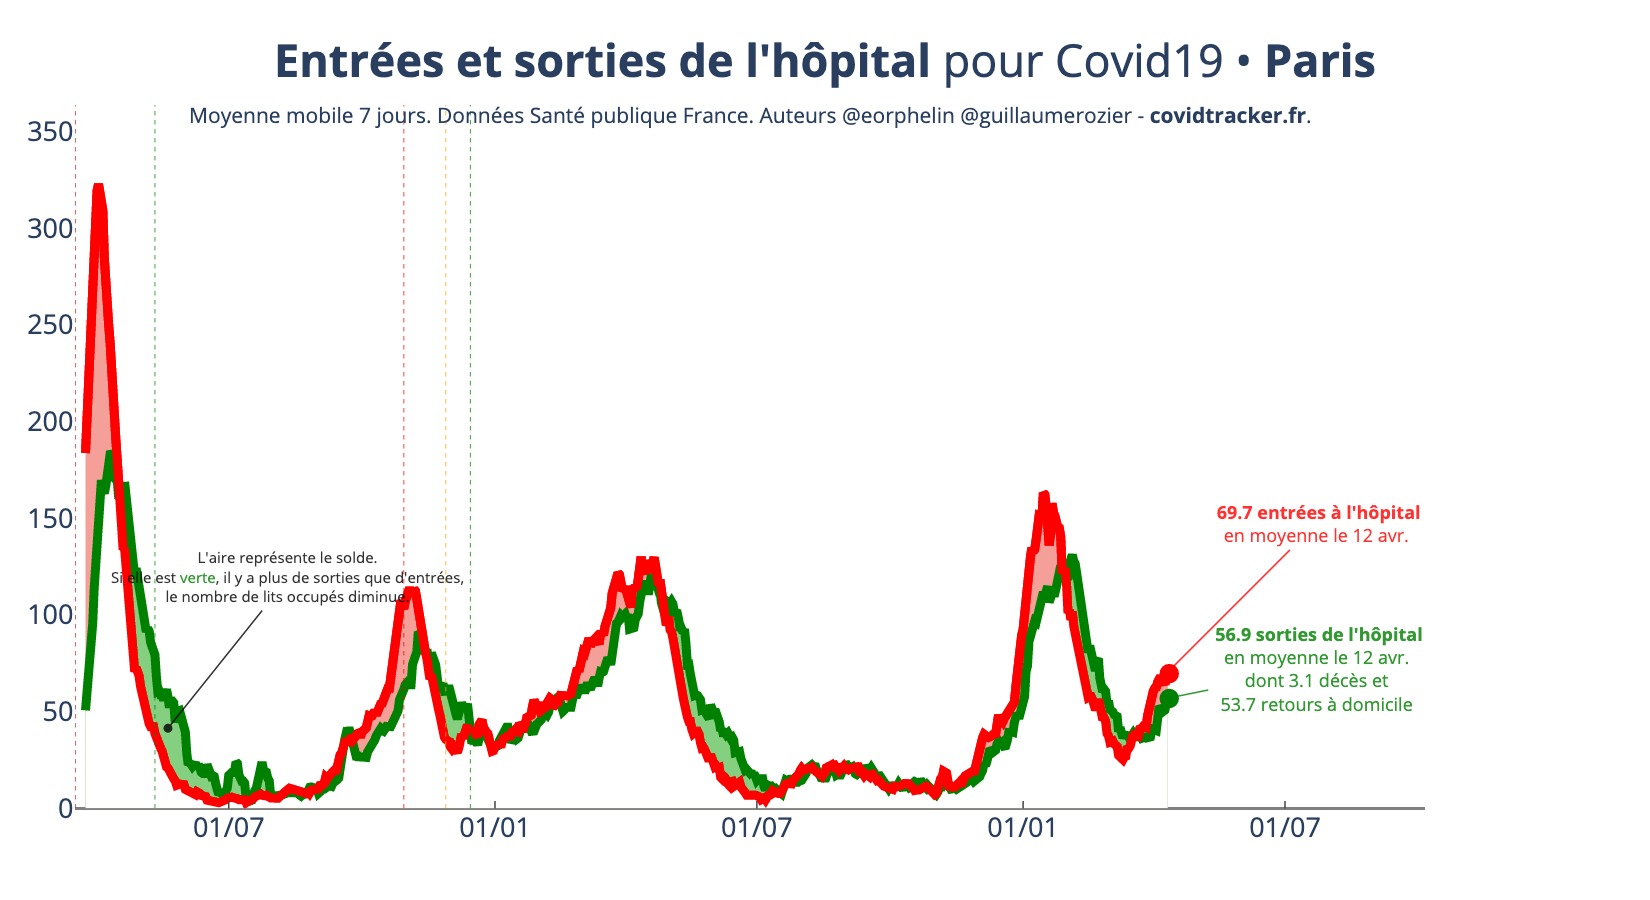 Entrées et sorties de l'hôpital pour Covid19 • Paris
Moyenne mobile 7 jours. Données Santé publique France. Auteurs @eorphelin @guillaumerozier - covidtracker.fr.
350
300
250
200
150
100
50
0
L'aire représente le solde.
Si elle est verte, il y a plus de sorties que d'entrées,
le nombre de lits occupés diminue.
69.7 entrées à l'hôpital
en moyenne le 12 avr.
56.9 sorties de l'hôpital
en moyenne le 12 avr.
dont 3.1 décès et
53.7 retours à domicile
01/07
01/01
01/07
01/01
01/07